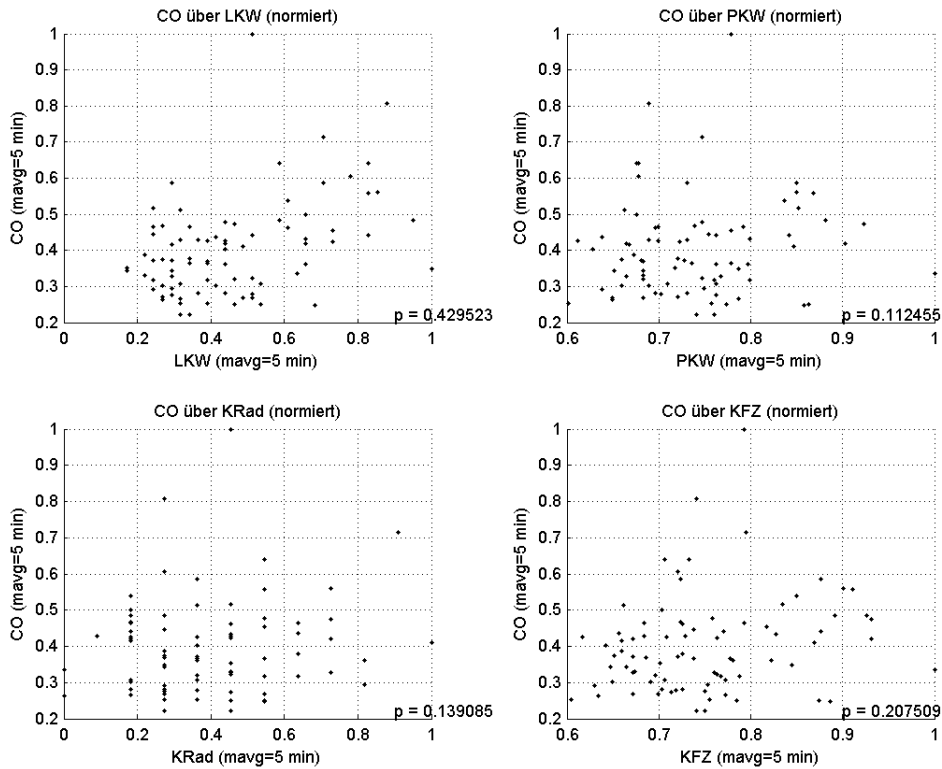 CO über LKW (normiert)
1
0.9
0.8
0.7
0.6
0.5
0.4
0.3
0.2
CO (mavg=5 min)
0 0.2 0.4 0.6 0.8 1
p = 0.429523
LKW (mavg=5 min)
CO über PKW (normiert)
1
0.9
0.8
0.7
0.6
0.5
0.4
0.3
0.2
CO (mavg=5 min)
0.6 0.7 0.8 0.9 1
p = 0.112455
PKW (mavg=5 min)
CO über KRad (normiert)
1
0.9
0.8
0.7
0.6
0.5
0.4
0.3
0.2
CO (mavg=5 min)
0 0.2 0.4 0.6 0.8 1
p = 0.139085
KRad (mavg=5 min)
CO über KFZ (normiert)
1
0.9
0.8
0.7
0.6
0.5
0.4
0.3
0.2
CO (mavg=5 min)
0.6 0.7 0.8 0.9 1
p = 0.207509
KFZ (mavg=5 min)